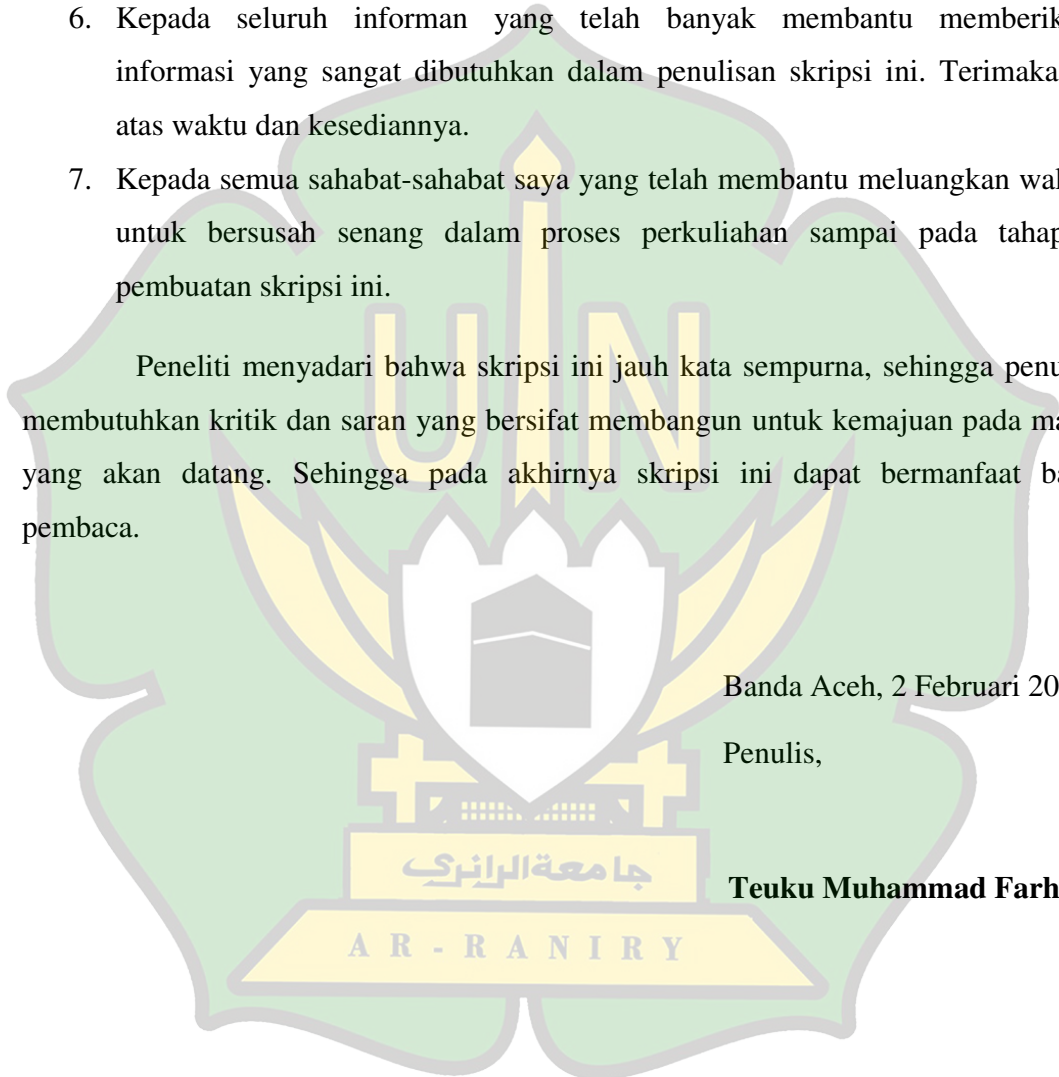 6. Kepada seluruh informan yang telah banyak membantu memberik
informasi yang sangat dibutuhkan dalam penulisan skripsi ini. Terimaka
atas waktu dan kesediannya.
7. Kepada semua sahabat-sahabat saya yang telah membantu meluangkan wak
untuk bersusah senang dalam proses perkuliahan sampai pada tahap
pembuatan skripsi ini.
Peneliti menyadari bahwa skripsi ini jauh kata sempurna, sehingga penu
membutuhkan kritik dan saran yang bersifat membangun untuk kemajuan pada ma
yang akan datang. Sehingga pada akhirnya skripsi ini dapat bermanfaat ba
pembaca.
UIN
Banda Aceh, 2 Februari 20
Penulis,
جامعة الرانري
Teuku Muhammad Farh
AR-RANIRY